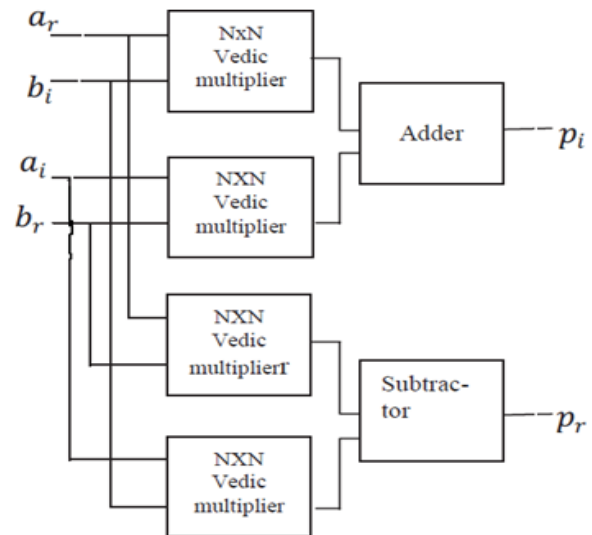 a_r
b_i
a_i
b_r
NxN
Vedic
multiplier
NXN
Vedic
multiplier
NXN
Vedic
multiplierr
NXN
Vedic
multiplier
Adder
p_i
Subtrac-
tor
p_r